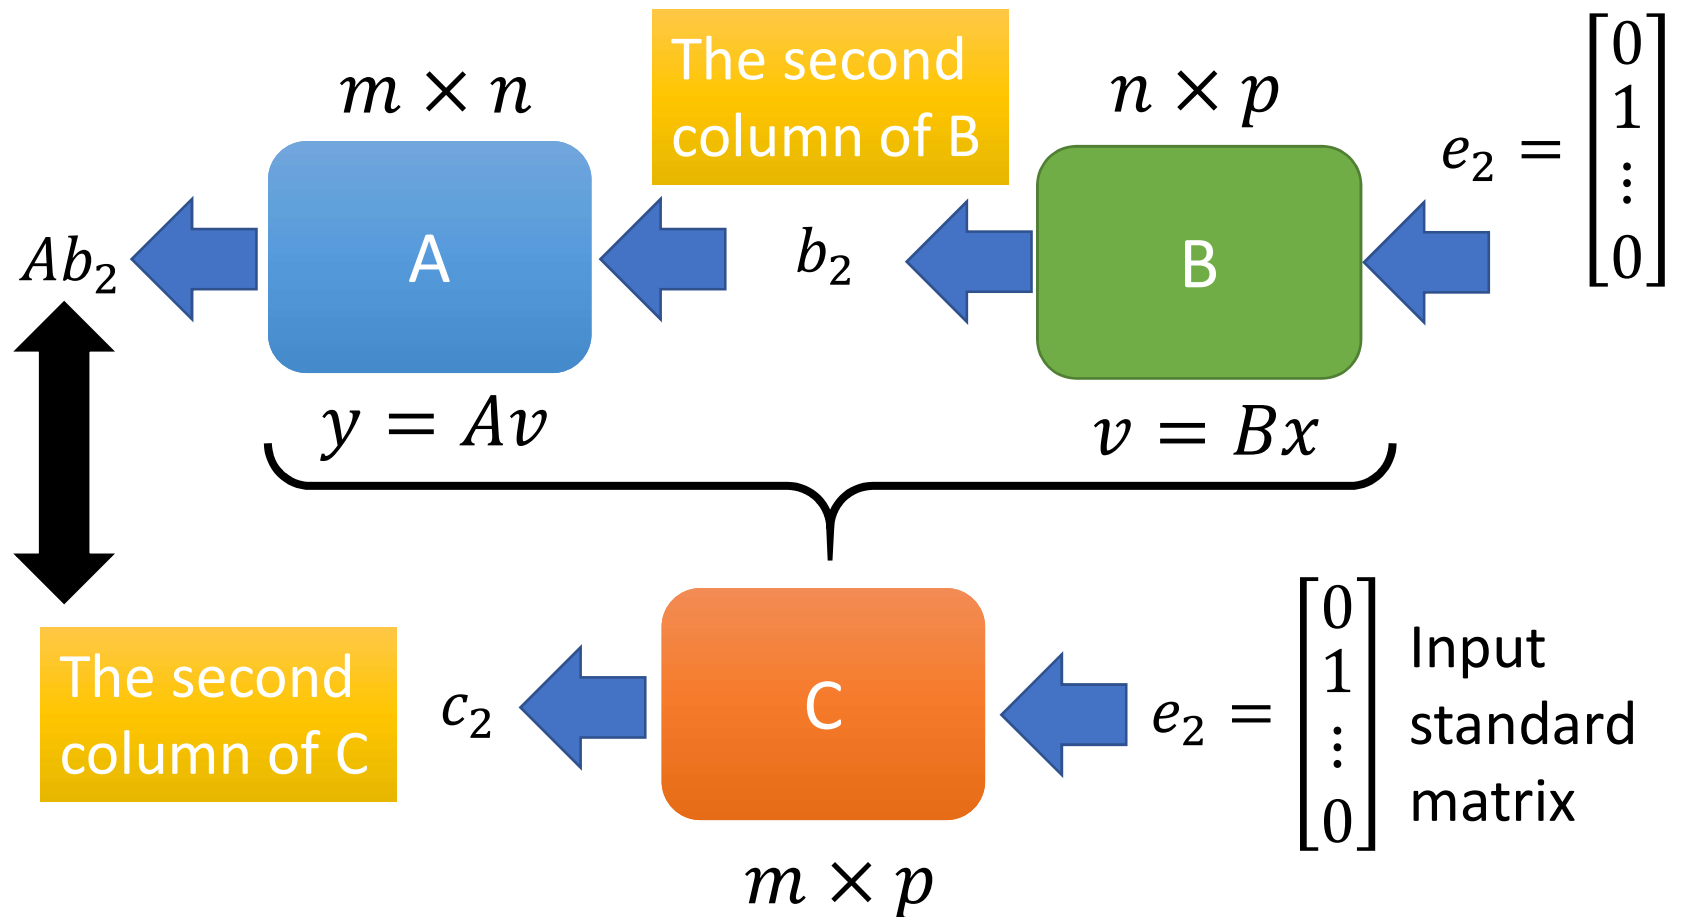 The second
column of B
m × n
n × p
e₂ = [0 1 ⋮ 0]
Ab₂
A
b₂
B
y = Av
v = Bx
The second
column of C
c₂
C
e₂ = [0 1 ⋮ 0]
Input
standard
matrix
m × p